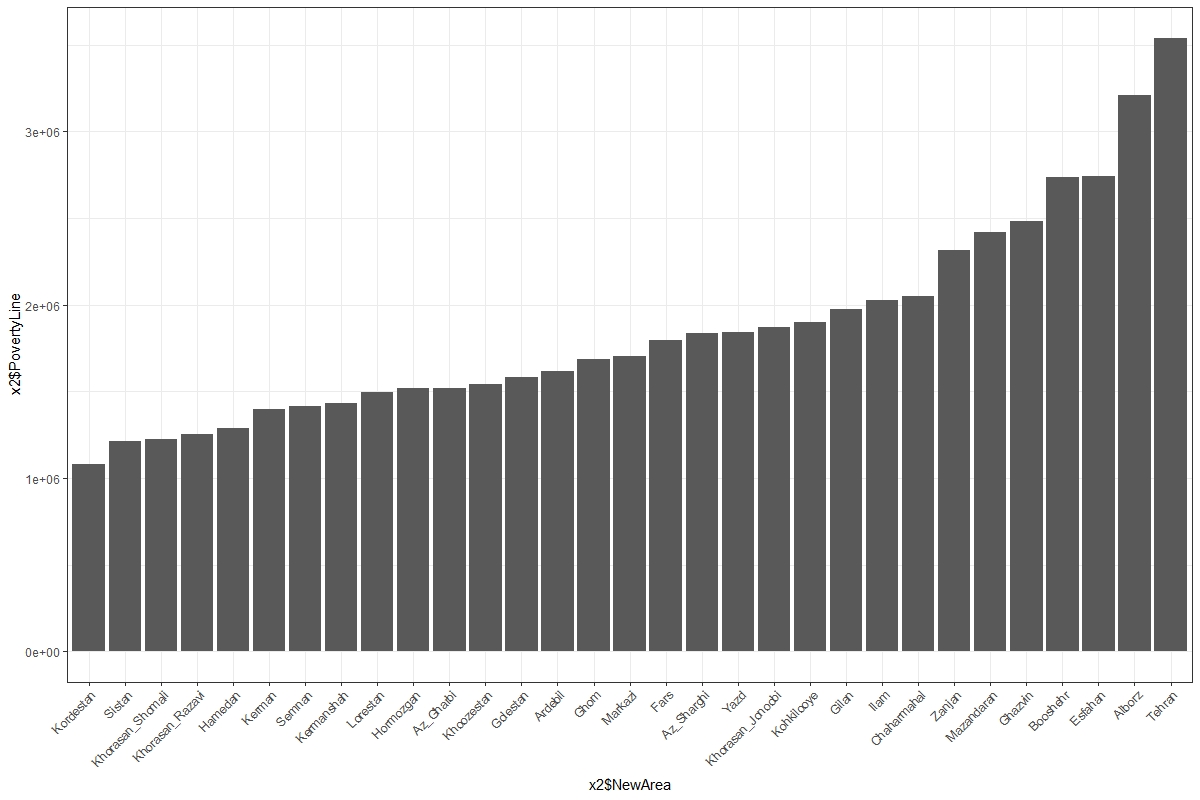 x2$PovertyLine
3e+06
2e+06
1e+06
0e+00
Kordestan
Sistan
Khorasan_Shomali
Khorasan_Razavi
Hamedan
Kerman
Semnan
Kermanshah
Lorestan
Hormozgan
Az_Gharbi
Khoozestan
Golestan
Ardebil
Ghom
Markazi
Fars
Az_Sharghi
Yazd
Khorasan_Jonoobi
Kohkilooye
Gilan
Ilam
Chaharmahal
Zanjan
Mazandaran
Ghazvin
Booshehr
Esfahan
Alborz
Tehran
x2$NewArea